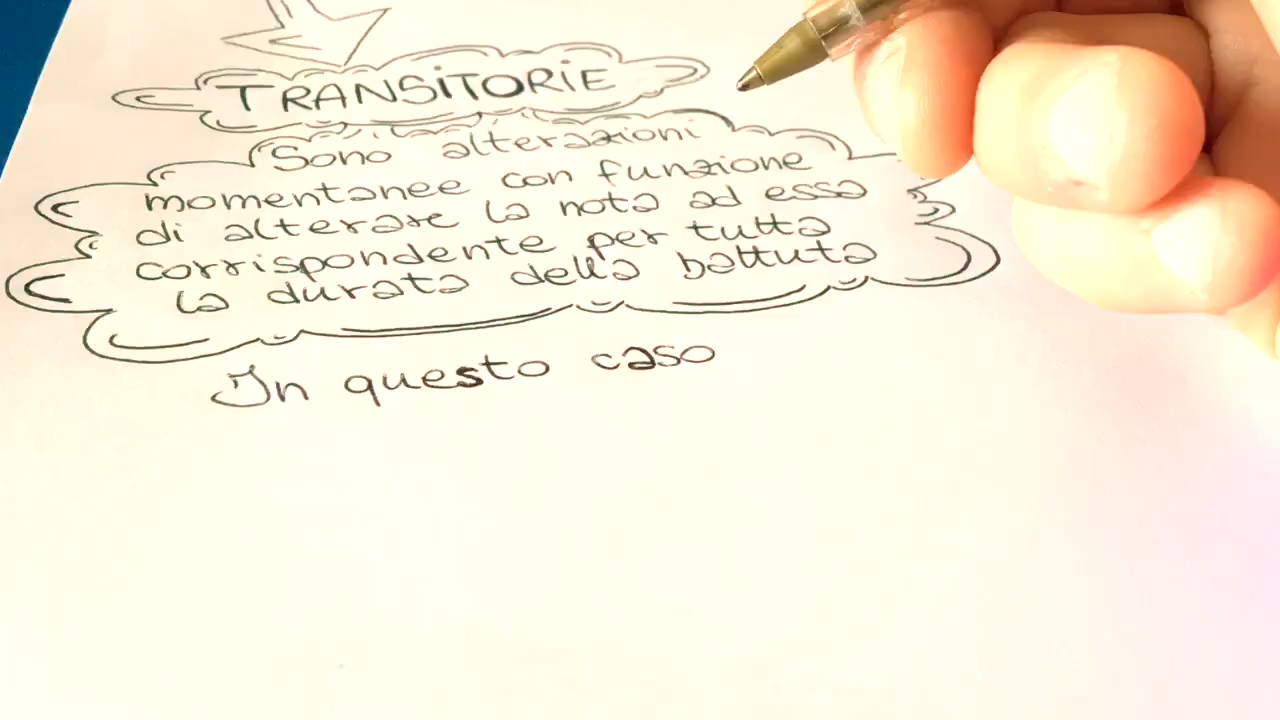 TRANSITORIE
Sono alterazioni
momentanee con funzione
di alterare la nota ad essa
corrispondente per tutta
la durata della battuta
In questo caso